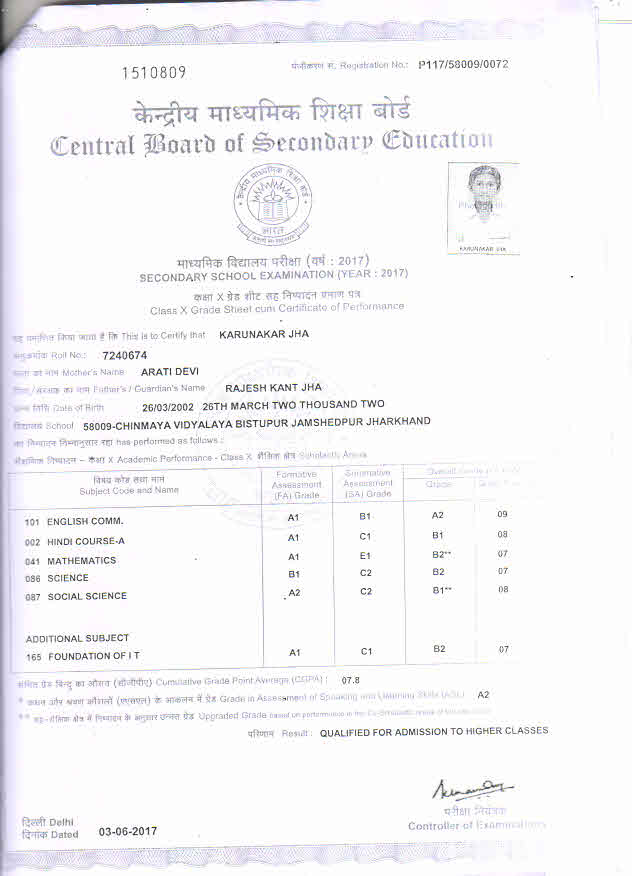 1510809
पंजीकरण सं. Registration No.: P117/58009/0072
केन्द्रीय माध्यमिक शिक्षा बोर्ड
Central Board of Secondary Education
भारत
KARUNAKAR JHA
माध्यमिक विद्यालय परीक्षा (वर्ष : 2017)
SECONDARY SCHOOL EXAMINATION (YEAR : 2017)
कक्षा X ग्रेड शीट सह निष्पादन प्रमाण पत्र
Class X Grade Sheet cum Certificate of Performance
यह प्रमाणित किया जाता है कि This is to Certify that KARUNAKAR JHA
अनुक्रमांक Roll No.: 7240674
माता का नाम Mother's Name ARATI DEVI
पिता/संरक्षक का नाम Father's / Guardian's Name RAJESH KANT JHA
जन्म तिथि Date of Birth 26/03/2002 26TH MARCH TWO THOUSAND TWO
विद्यालय School 58009-CHINMAYA VIDYALAYA BISTUPUR JAMSHEDPUR JHARKHAND
का निष्पादन निम्नानुसार रहा has performed as follows :
शैक्षणिक निष्पादन – कक्षा X Academic Performance - Class X शैक्षिक क्षेत्र Scholastic Areas
विषय कोड तथा नाम Subject Code and Name Formative Assessment (FA) Grade Summative Assessment (SA) Grade Overall Grade
101 ENGLISH COMM. A1 B1 A2 09
002 HINDI COURSE-A A1 C1 B1 08
041 MATHEMATICS A1 E1 B2** 07
086 SCIENCE B1 C2 B2 07
087 SOCIAL SCIENCE A2 C2 B1** 08
ADDITIONAL SUBJECT
165 FOUNDATION OF I T A1 C1 B2 07
संचित ग्रेड बिन्दु का औसत (सीजीपीए) Cumulative Grade Point Average (CGPA) : 07.8
* कथन और श्रवण कौशलों (एएसएल) के आकलन में ग्रेड Grade in Assessment of Speaking and Listening Skills (ASL) : A2
** सह-शैक्षिक क्षेत्र में निष्पादन के अनुसार उन्नत ग्रेड Upgraded Grade based on performance in the Co-Scholastic areas
परिणाम Result : QUALIFIED FOR ADMISSION TO HIGHER CLASSES
दिल्ली Delhi
दिनांक Dated 03-06-2017
परीक्षा नियंत्रक
Controller of Examinations